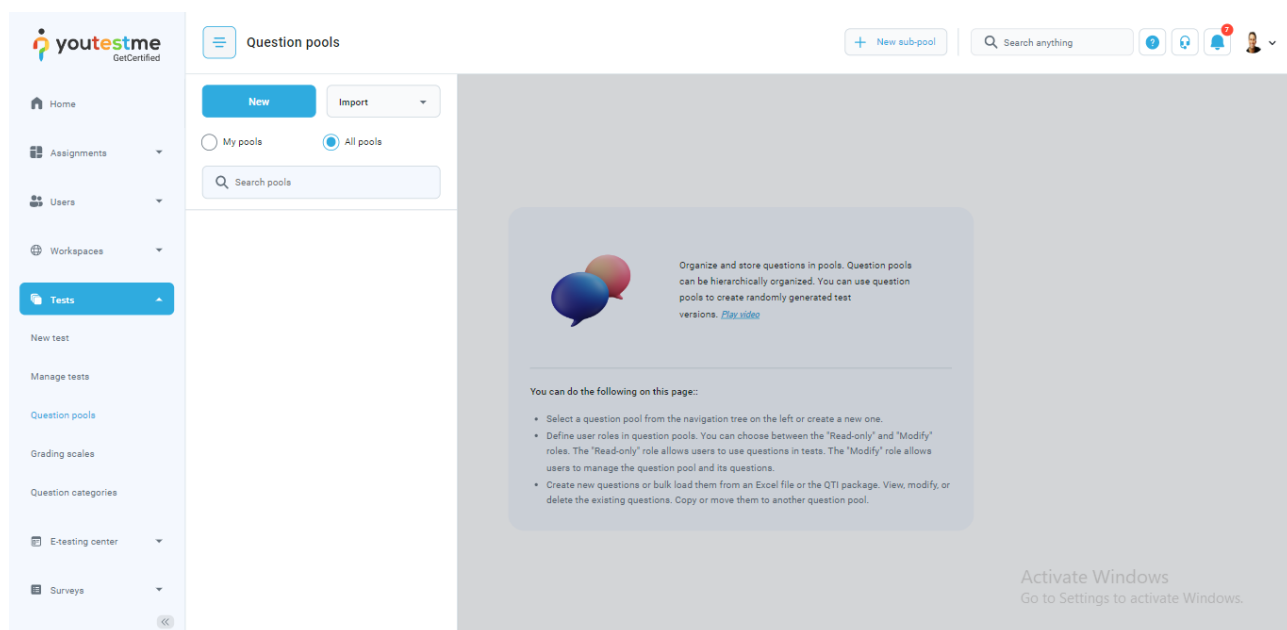 youtestme
GetCertified
Question pools
New sub-pool
Search anything
7
Home
Assignments
Users
Workspaces
Tests
New test
Manage tests
Question pools
Grading scales
Question categories
E-testing center
Surveys
New
Import
My pools
All pools
Search pools
Organize and store questions in pools. Question pools
can be hierarchically organized. You can use question
pools to create randomly generated test
versions. Play video
You can do the following on this page::
• Select a question pool from the navigation tree on the left or create a new one.
• Define user roles in question pools. You can choose between the "Read-only" and "Modify"
roles. The "Read-only" role allows users to use questions in tests. The "Modify" role allows
users to manage the question pool and its questions.
• Create new questions or bulk load them from an Excel file or the QTI package. View, modify, or
delete the existing questions. Copy or move them to another question pool.
Activate Windows
Go to Settings to activate Windows.